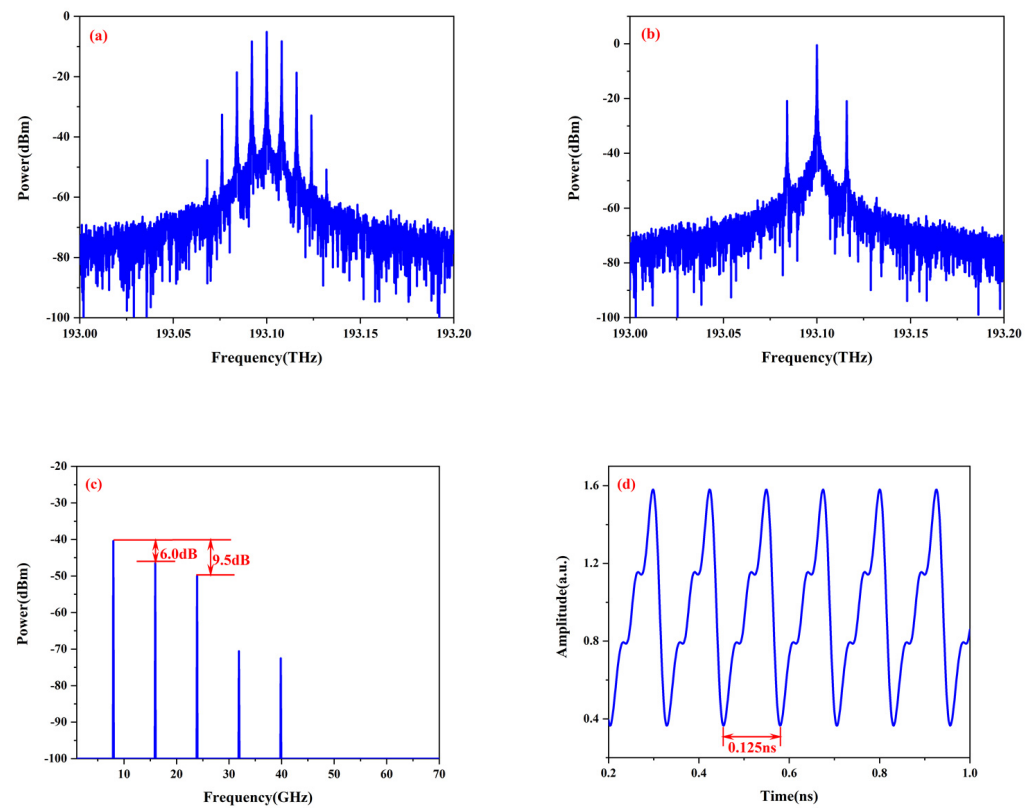 (a)
Power(dBm)
0
-20
-40
-60
-80
-100
193.00 193.05 193.10 193.15 193.20
Frequency(THz)
(b)
Power(dBm)
0
-20
-40
-60
-80
-100
193.00 193.05 193.10 193.15 193.20
Frequency(THz)
(c)
Power(dBm)
-20
-30
-40
-50
-60
-70
-80
-90
-100
6.0dB
9.5dB
10 20 30 40 50 60 70
Frequency(GHz)
(d)
Amplitude(a.u.)
1.6
1.2
0.8
0.4
0.125ns
0.2 0.4 0.6 0.8 1.0
Time(ns)